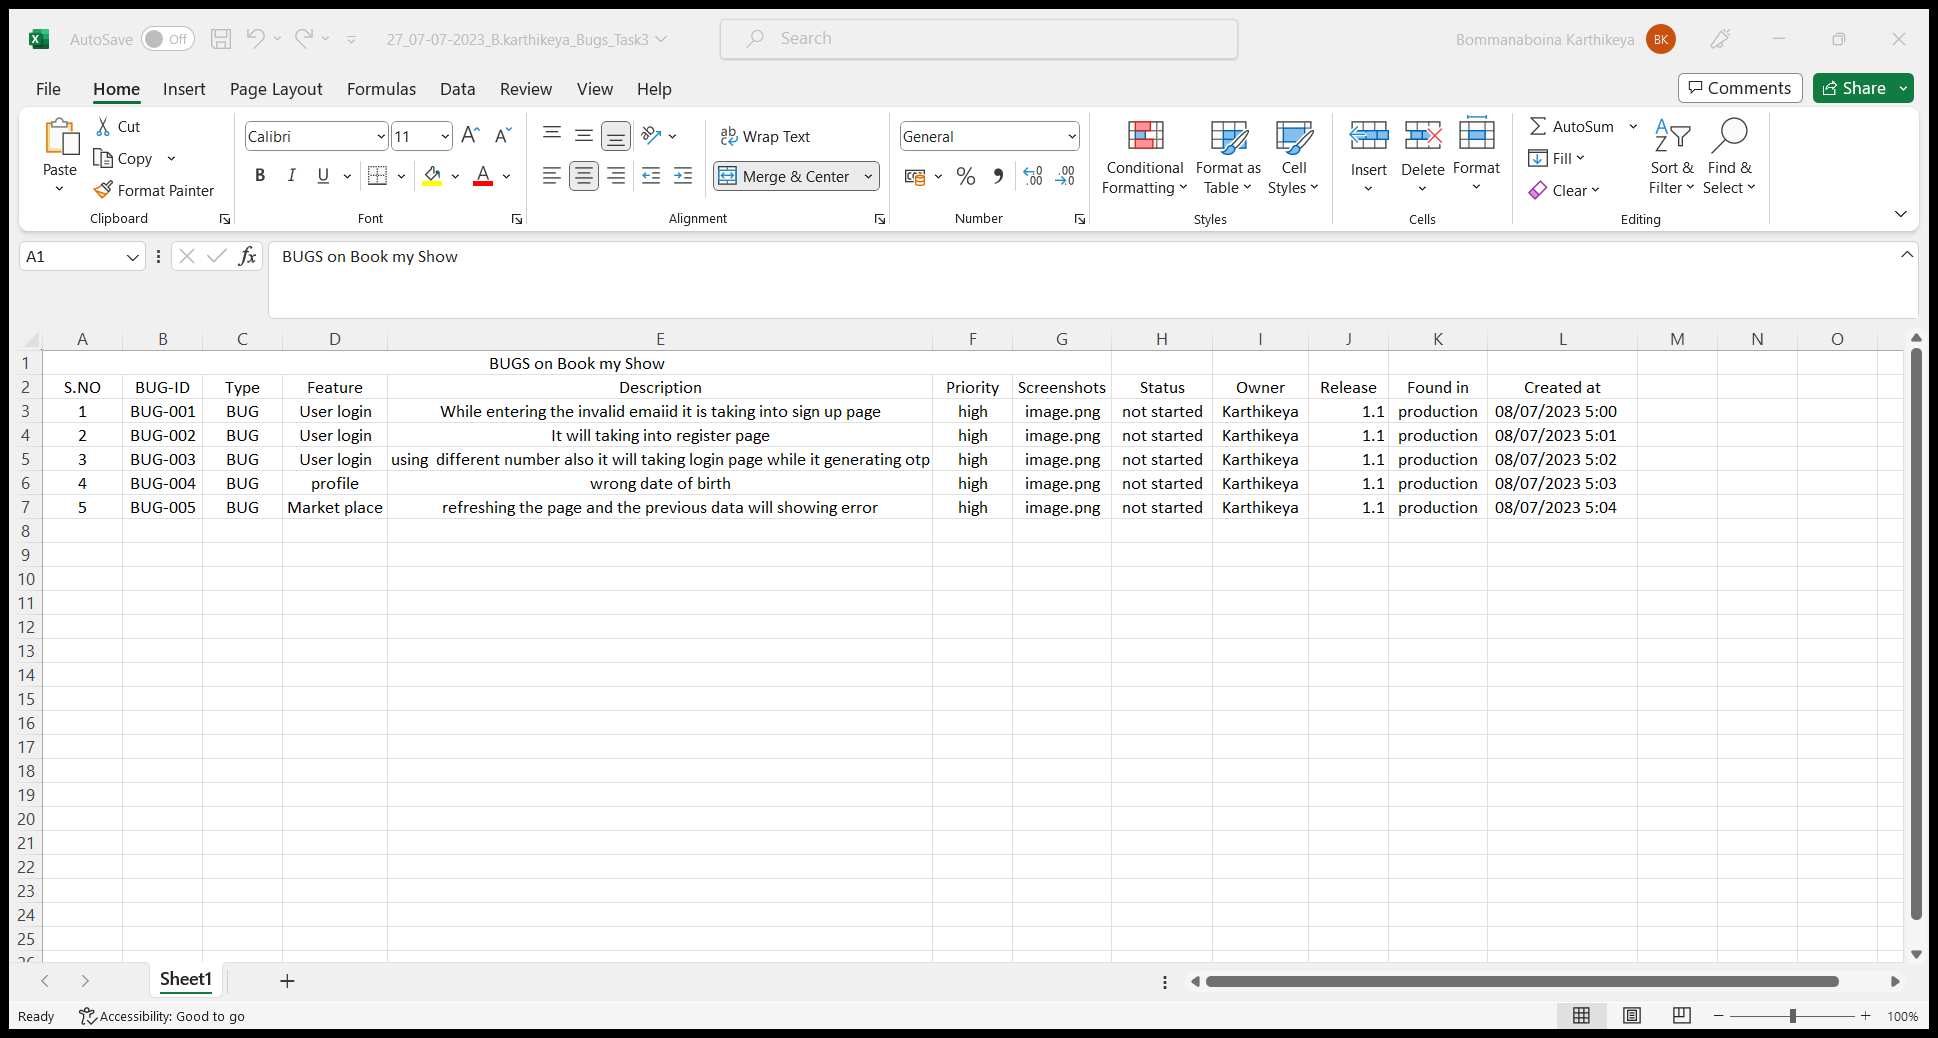 AutoSave Off 27_07-07-2023_B.karthikeya_Bugs_Task3 Search Bommanaboina Karthikeya BK
File Home Insert Page Layout Formulas Data Review View Help Comments Share
Paste Cut Copy Format Painter Clipboard
Calibri 11 B I U A Font
Wrap Text Merge & Center Alignment
General % Number
Conditional Formatting Format as Table Cell Styles Styles
Insert Delete Format Cells
AutoSum Fill Clear Sort & Filter Find & Select Editing
A1 fx BUGS on Book my Show
A B C D E F G H I J K L M N O
1 BUGS on Book my Show
2 S.NO BUG-ID Type Feature Description Priority Screenshots Status Owner Release Found in Created at
3 1 BUG-001 BUG User login While entering the invalid emaiid it is taking into sign up page high image.png not started Karthikeya 1.1 production 08/07/2023 5:00
4 2 BUG-002 BUG User login It will taking into register page high image.png not started Karthikeya 1.1 production 08/07/2023 5:01
5 3 BUG-003 BUG User login using  different number also it will taking login page while it generating otp high image.png not started Karthikeya 1.1 production 08/07/2023 5:02
6 4 BUG-004 BUG profile wrong date of birth high image.png not started Karthikeya 1.1 production 08/07/2023 5:03
7 5 BUG-005 BUG Market place refreshing the page and the previous data will showing error high image.png not started Karthikeya 1.1 production 08/07/2023 5:04
8
9
10
11
12
13
14
15
16
17
18
19
20
21
22
23
24
25
Sheet1
Ready Accessibility: Good to go 100%